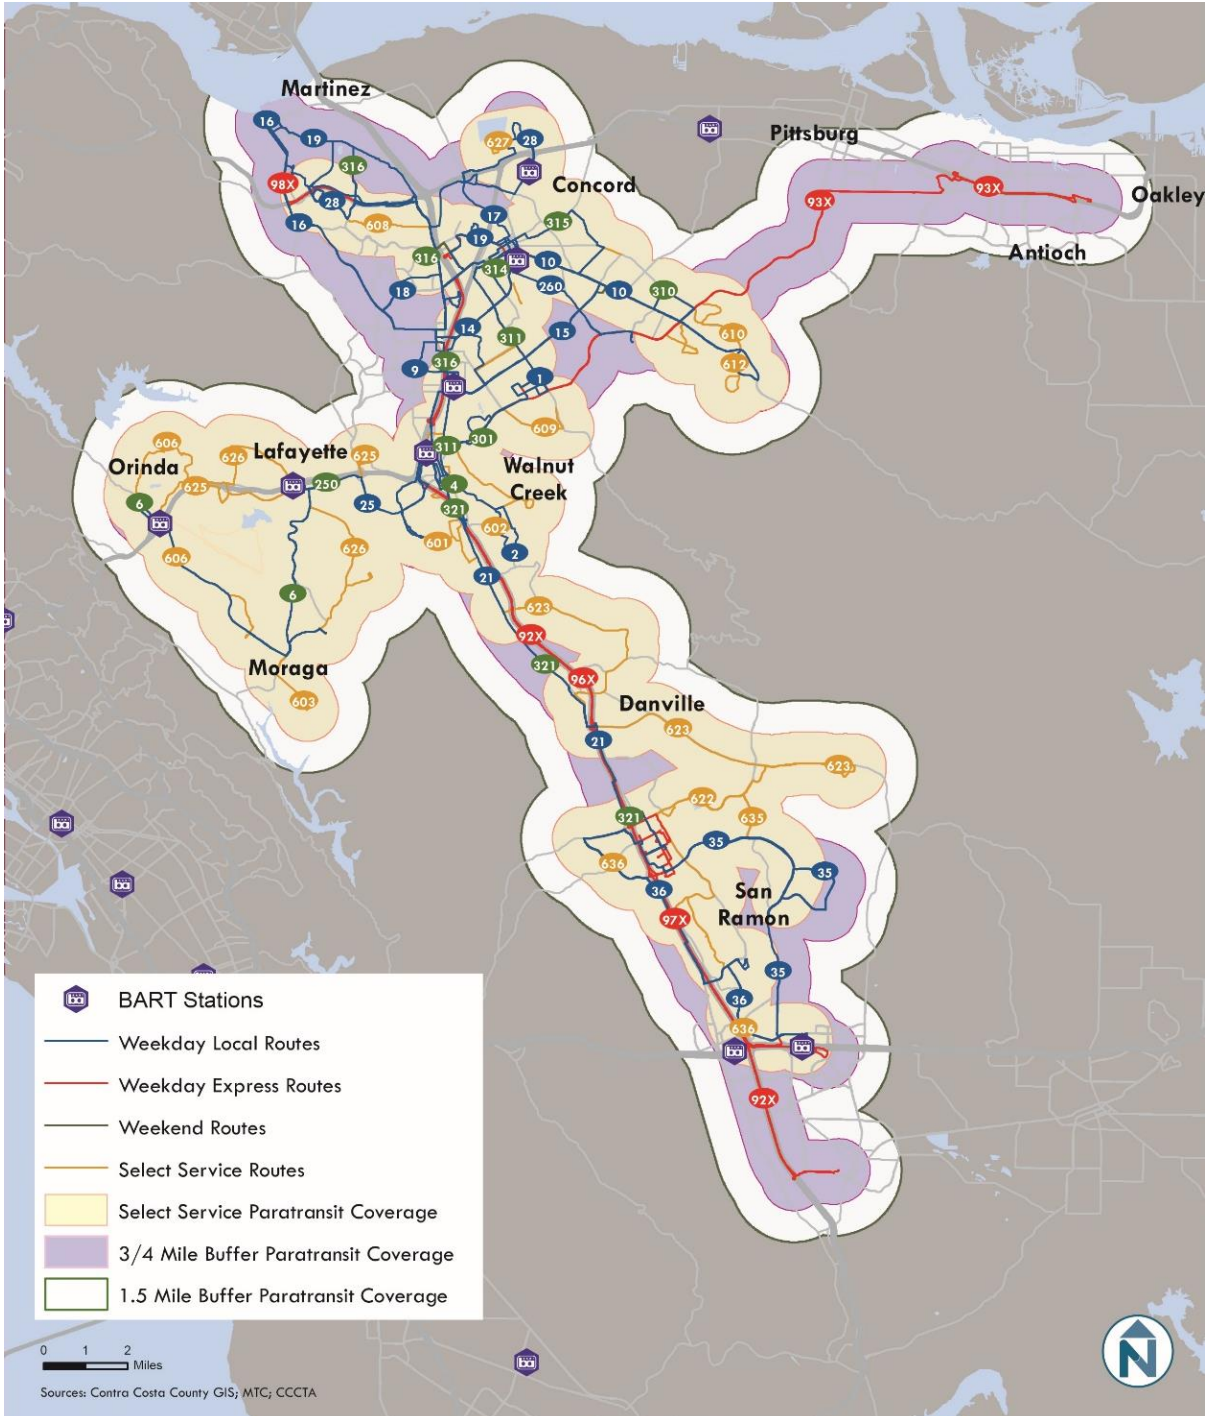 Martinez
16
19
28
627
Pittsburg
316
98X
28
Concord
93X
93X
Oakley
16
608
17
315
19
316
314
10
Antioch
18
260
10
310
14
311
15
610
316
612
9
1
606
626
Lafayette
625
311
301
609
Orinda
625
250
Walnut
Creek
6
25
4
321
606
626
601
602
2
6
21
623
92X
Moraga
321
96X
603
Danville
21
623
623
622
321
635
35
636
35
36
San
Ramon
97X
35
36
636
92X
BART Stations
Weekday Local Routes
Weekday Express Routes
Weekend Routes
Select Service Routes
Select Service Paratransit Coverage
3/4 Mile Buffer Paratransit Coverage
1.5 Mile Buffer Paratransit Coverage
0 1 2
Miles
N
Sources: Contra Costa County GIS; MTC; CCCTA